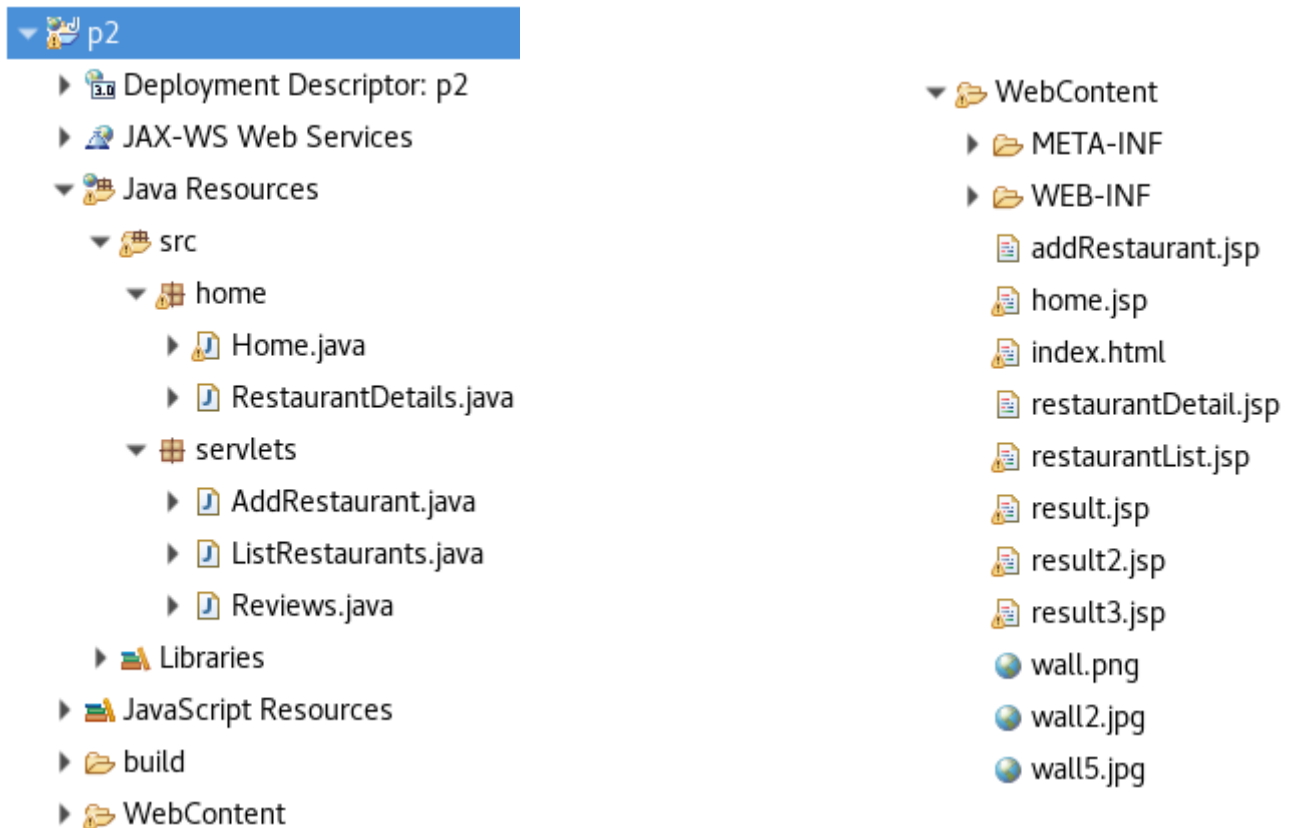 p2
3.0 Deployment Descriptor: p2
JAX-WS Web Services
Java Resources
src
home
Home.java
RestaurantDetails.java
servlets
AddRestaurant.java
ListRestaurants.java
Reviews.java
Libraries
JavaScript Resources
build
WebContent
WebContent
META-INF
WEB-INF
addRestaurant.jsp
home.jsp
index.html
restaurantDetail.jsp
restaurantList.jsp
result.jsp
result2.jsp
result3.jsp
wall.png
wall2.jpg
wall5.jpg